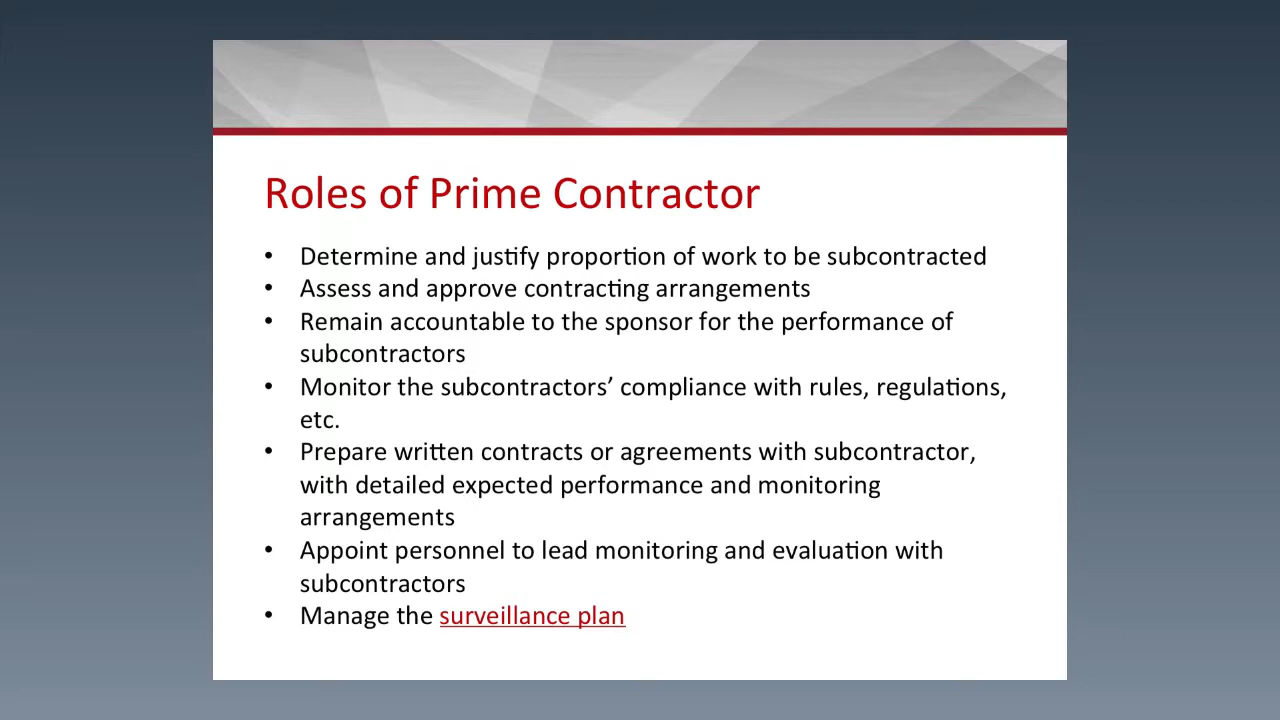 Roles of Prime Contractor
• Determine and justify proportion of work to be subcontracted
• Assess and approve contracting arrangements
• Remain accountable to the sponsor for the performance of
subcontractors
• Monitor the subcontractors’ compliance with rules, regulations,
etc.
• Prepare written contracts or agreements with subcontractor,
with detailed expected performance and monitoring
arrangements
• Appoint personnel to lead monitoring and evaluation with
subcontractors
• Manage the surveillance plan